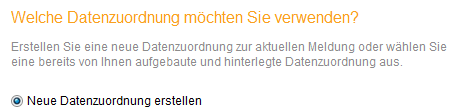 Welche Datenzuordnung möchten Sie verwenden?
Erstellen Sie eine neue Datenzuordnung zur aktuellen Meldung oder wählen Sie
eine bereits von Ihnen aufgebaute und hinterlegte Datenzuordnung aus.
Neue Datenzuordnung erstellen